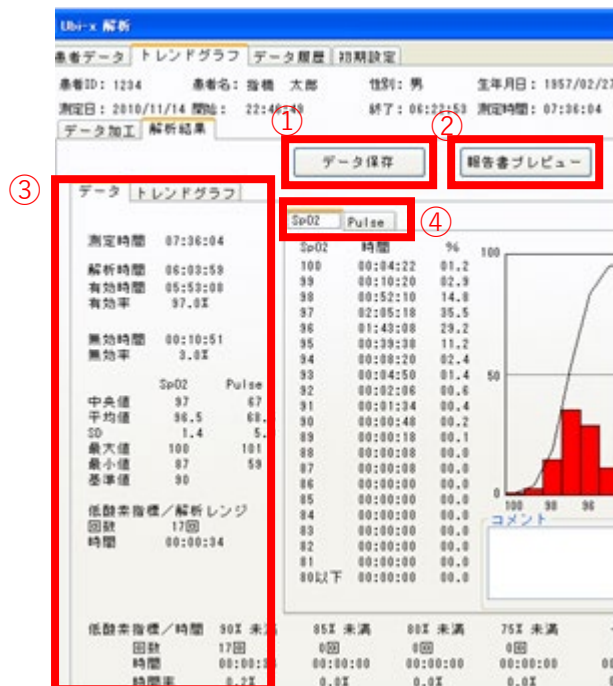 Ubi-x 解析
患者データ トレンドグラフ データ履歴 初期設定
患者ID: 1234 患者名: 指橋 太郎 性別: 男 生年月日: 1957/02/27
測定日: 2010/11/14 開始: 22:46:49 終了: 06:22:53 測定時間: 07:36:04
データ加工 解析結果
① ②
データ保存 報告書プレビュー
③
データ トレンドグラフ
SpO2 Pulse ④
測定時間 07:36:04
解析時間 06:03:59
有効時間 05:53:08
有効率 97.0%
無効時間 00:10:51
無効率 3.0%
SpO2 Pulse
中央値 97 67
平均値 96.5 68.
SD 1.4 5.
最大値 100 101
最小値 87 59
基準値 90
低酸素指標/解析レンジ
回数 17回
時間 00:00:34
SpO2 時間 %
100 00:04:22 01.2
99 00:10:20 02.9
98 00:52:10 14.8
97 02:05:18 35.5
96 01:43:08 29.2
95 00:39:38 11.2
94 00:08:20 02.4
93 00:04:50 01.4
92 00:02:06 00.6
91 00:01:34 00.4
90 00:00:48 00.2
89 00:00:18 00.1
88 00:00:08 00.0
87 00:00:08 00.0
86 00:00:00 00.0
85 00:00:00 00.0
84 00:00:00 00.0
83 00:00:00 00.0
82 00:00:00 00.0
81 00:00:00 00.0
80以下 00:00:00 00.0
100
50
0
100 98 96
コメント
低酸素指標/時間 90% 未満 85% 未満 80% 未満 75% 未満
回数 17回 0回 0回 0回
時間 00:00:3 00:00:00 00:00:00 00:00:00 00
時間率 0.2% 0.0% 0.0% 0.0%